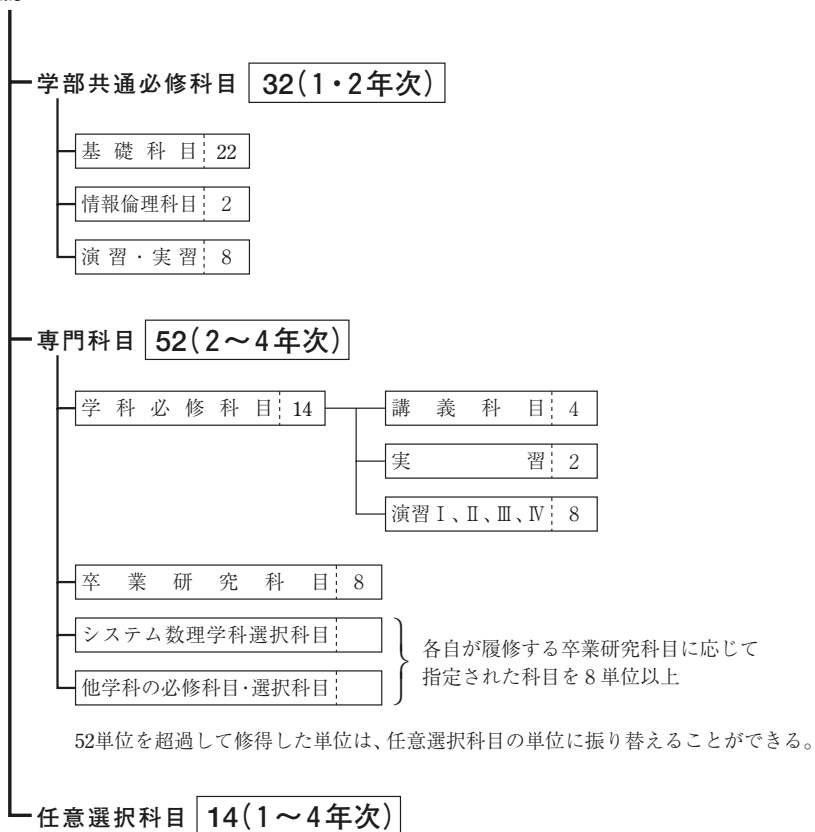 学部共通必修科目 32(1・2年次)
基礎科目 22
情報倫理科目 2
演習・実習 8
専門科目 52(2～4年次)
学科必修科目 14 講義科目 4
実習 2
演習Ⅰ、Ⅱ、Ⅲ、Ⅳ 8
卒業研究科目 8
システム数理学科選択科目
他学科の必修科目・選択科目
各自が履修する卒業研究科目に応じて
指定された科目を8単位以上
52単位を超過して修得した単位は、任意選択科目の単位に振り替えることができる。
任意選択科目 14(1～4年次)